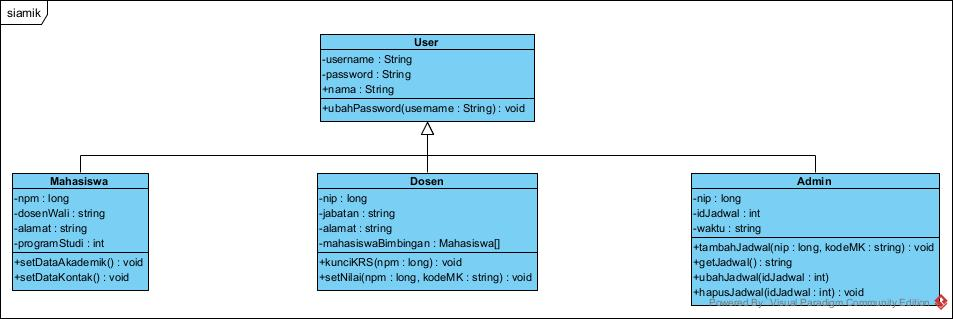 siamik
User
-username : String
-password : String
+nama : String
+ubahPassword(username : String) : void
Mahasiswa
-npm : long
-dosenWali : string
-alamat : string
-programStudi : int
+setDataAkademik() : void
+setDataKontak() : void
Dosen
-nip : long
-jabatan : string
-alamat : string
-mahasiswaBimbingan : Mahasiswa[]
+kunciKRS(npm : long) : void
+setNilai(npm : long, kodeMK : string) : void
Admin
-nip : long
-idJadwal : int
-waktu : string
+tambahJadwal(nip : long, kodeMK : string) : void
+getJadwal() : string
+ubahJadwal(idJadwal : int)
+hapusJadwal(idJadwal : int) : void
Powered By Visual Paradigm Community Edition